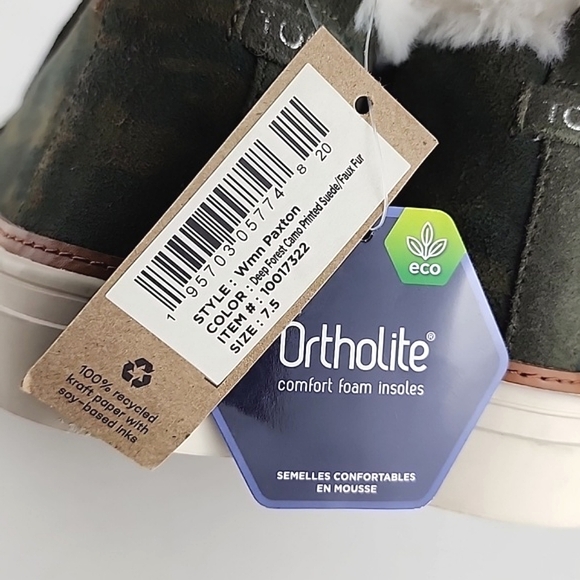 1 95703 05774 8 20
STYLE : Wmn Paxton
COLOR : Deep Forest Camo Printed Suede/Faux Fur
ITEM # : 10017322
SIZE : 7.5
100% recycled
kraft paper with
soy-based inks
eco
Ortholite®
comfort foam insoles
SEMELLES CONFORTABLES
EN MOUSSE